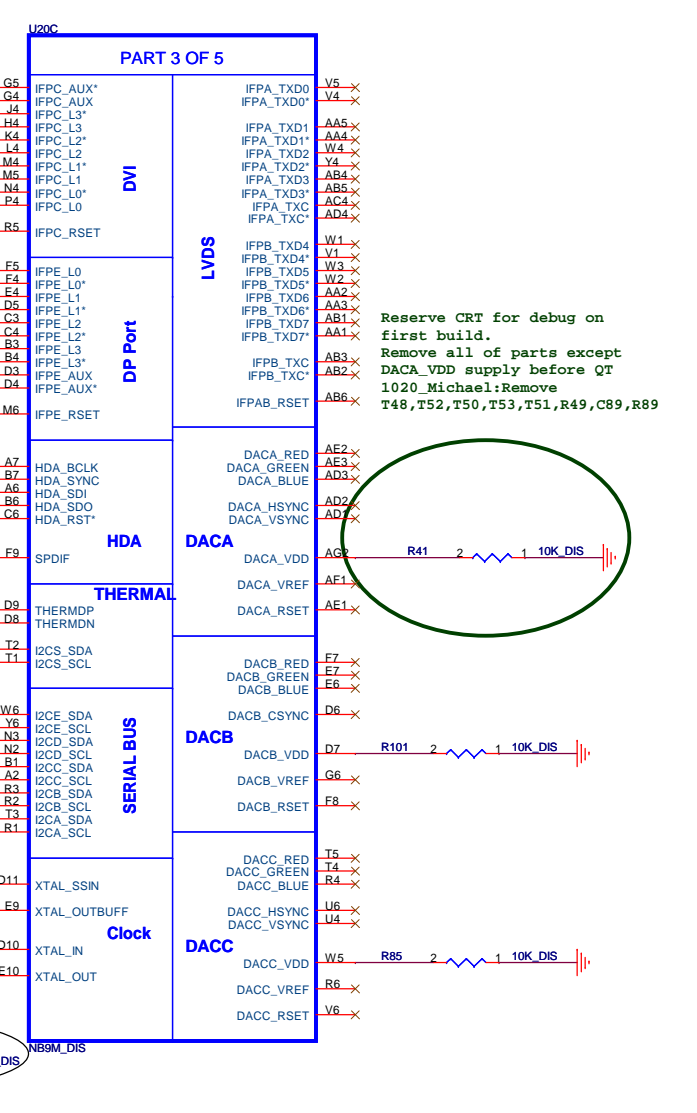 U20C
PART 3 OF 5
G5 IFPC_AUX*
G4 IFPC_AUX
J4 IFPC_L3*
H4 IFPC_L3
K4 IFPC_L2*
L4 IFPC_L2
M4 IFPC_L1*
M5 IFPC_L1
N4 IFPC_L0*
P4 IFPC_L0
R5 IFPC_RSET
DVI
F5 IFPE_L0
F4 IFPE_L0*
E4 IFPE_L1
D5 IFPE_L1*
C3 IFPE_L2
C4 IFPE_L2*
B3 IFPE_L3
B4 IFPE_L3*
D3 IFPE_AUX
D4 IFPE_AUX*
M6 IFPE_RSET
DP Port
A7 HDA_BCLK
B7 HDA_SYNC
A6 HDA_SDI
B6 HDA_SDO
C6 HDA_RST*
HDA
F9 SPDIF
THERMAL
D9 THERMDP
D8 THERMDN
T2 I2CS_SDA
T1 I2CS_SCL
W6 I2CE_SDA
Y6 I2CE_SCL
N3 I2CD_SDA
N2 I2CD_SCL
B1 I2CC_SDA
A2 I2CC_SCL
R3 I2CB_SDA
R2 I2CB_SCL
T3 I2CA_SDA
R1 I2CA_SCL
SERIAL BUS
D11 XTAL_SSIN
E9 XTAL_OUTBUFF
Clock
D10 XTAL_IN
E10 XTAL_OUT
IFPA_TXD0 V5
IFPA_TXD0* V4
IFPA_TXD1 AA5
IFPA_TXD1* AA4
IFPA_TXD2 W4
IFPA_TXD2* Y4
IFPA_TXD3 AB4
IFPA_TXD3* AB5
IFPA_TXC AC4
IFPA_TXC* AD4
LVDS
IFPB_TXD4 W1
IFPB_TXD4* V1
IFPB_TXD5 W3
IFPB_TXD5* W2
IFPB_TXD6 AA2
IFPB_TXD6* AA3
IFPB_TXD7 AB1
IFPB_TXD7* AA1
IFPB_TXC AB3
IFPB_TXC* AB2
IFPAB_RSET AB6
Reserve CRT for debug on
first build.
Remove all of parts except
DACA_VDD supply before QT
1020_Michael:Remove
T48,T52,T50,T53,T51,R49,C89,R89
DACA_RED AE2
DACA_GREEN AE3
DACA_BLUE AD3
DACA_HSYNC AD2
DACA_VSYNC AD1
DACA
DACA_VDD AG2 R41 2 1 10K_DIS
DACA_VREF AF1
DACA_RSET AE1
DACB_RED F7
DACB_GREEN E7
DACB_BLUE E6
DACB_CSYNC D6
DACB
DACB_VDD D7 R101 2 1 10K_DIS
DACB_VREF G6
DACB_RSET F8
DACC_RED T5
DACC_GREEN T4
DACC_BLUE R4
DACC_HSYNC U6
DACC_VSYNC U4
DACC
DACC_VDD W5 R85 2 1 10K_DIS
DACC_VREF R6
DACC_RSET V6
NB9M_DIS
_DIS